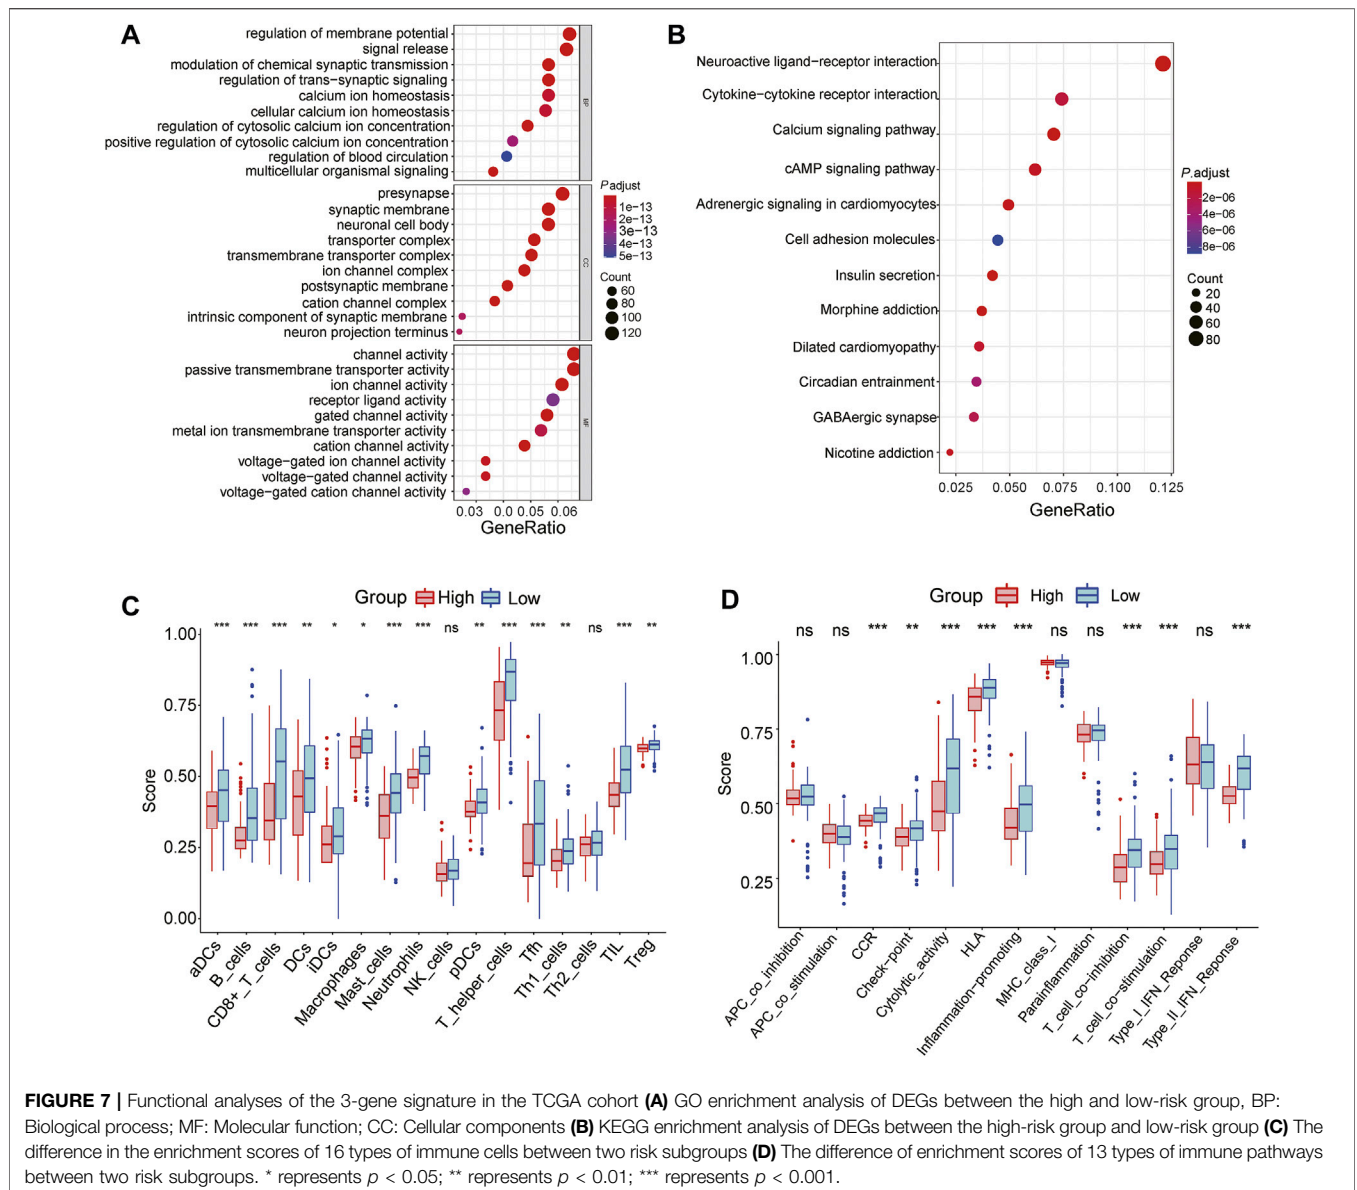 A
regulation of membrane potential
signal release
modulation of chemical synaptic transmission
regulation of trans-synaptic signaling
calcium ion homeostasis
cellular calcium ion homeostasis
regulation of cytosolic calcium ion concentration
positive regulation of cytosolic calcium ion concentration
regulation of blood circulation
multicellular organismal signaling
BP
presynapse
synaptic membrane
neuronal cell body
transporter complex
transmembrane transporter complex
ion channel complex
postsynaptic membrane
cation channel complex
intrinsic component of synaptic membrane
neuron projection terminus
CC
channel activity
passive transmembrane transporter activity
ion channel activity
receptor ligand activity
gated channel activity
metal ion transmembrane transporter activity
cation channel activity
voltage-gated ion channel activity
voltage-gated channel activity
voltage-gated cation channel activity
MF
0.03 0.0 0.05 0.06
GeneRatio
P.adjust
1e-13
2e-13
3e-13
4e-13
5e-13
Count
60
80
100
120
B
Neuroactive ligand-receptor interaction
Cytokine-cytokine receptor interaction
Calcium signaling pathway
cAMP signaling pathway
Adrenergic signaling in cardiomyocytes
Cell adhesion molecules
Insulin secretion
Morphine addiction
Dilated cardiomyopathy
Circadian entrainment
GABAergic synapse
Nicotine addiction
0.025 0.050 0.075 0.100 0.125
GeneRatio
P.adjust
2e-06
4e-06
6e-06
8e-06
Count
20
40
60
80
C
Group High Low
*** *** *** ** * * *** *** ns ** *** *** ** ns *** **
1.00
0.75
0.50
0.25
0.00
Score
aDCs
B_cells
CD8+_T_cells
DCs
iDCs
Macrophages
Mast_cells
Neutrophils
NK_cells
pDCs
T_helper_cells
Tfh
Th1_cells
Th2_cells
TIL
Treg
D
Group High Low
ns ns *** ** *** *** *** ns ns *** *** ns ***
1.00
0.75
0.50
0.25
Score
APC_co_inhibition
APC_co_stimulation
CCR
Check-point
Cytolytic_activity
HLA
Inflammation-promoting
MHC_class_I
Parainflammation
T_cell_co-inhibition
T_cell_co-stimulation
Type_I_IFN_Reponse
Type_II_IFN_Reponse
FIGURE 7 | Functional analyses of the 3-gene signature in the TCGA cohort (A) GO enrichment analysis of DEGs between the high and low-risk group, BP:
Biological process; MF: Molecular function; CC: Cellular components (B) KEGG enrichment analysis of DEGs between the high-risk group and low-risk group (C) The
difference in the enrichment scores of 16 types of immune cells between two risk subgroups (D) The difference of enrichment scores of 13 types of immune pathways
between two risk subgroups. * represents p < 0.05; ** represents p < 0.01; *** represents p < 0.001.